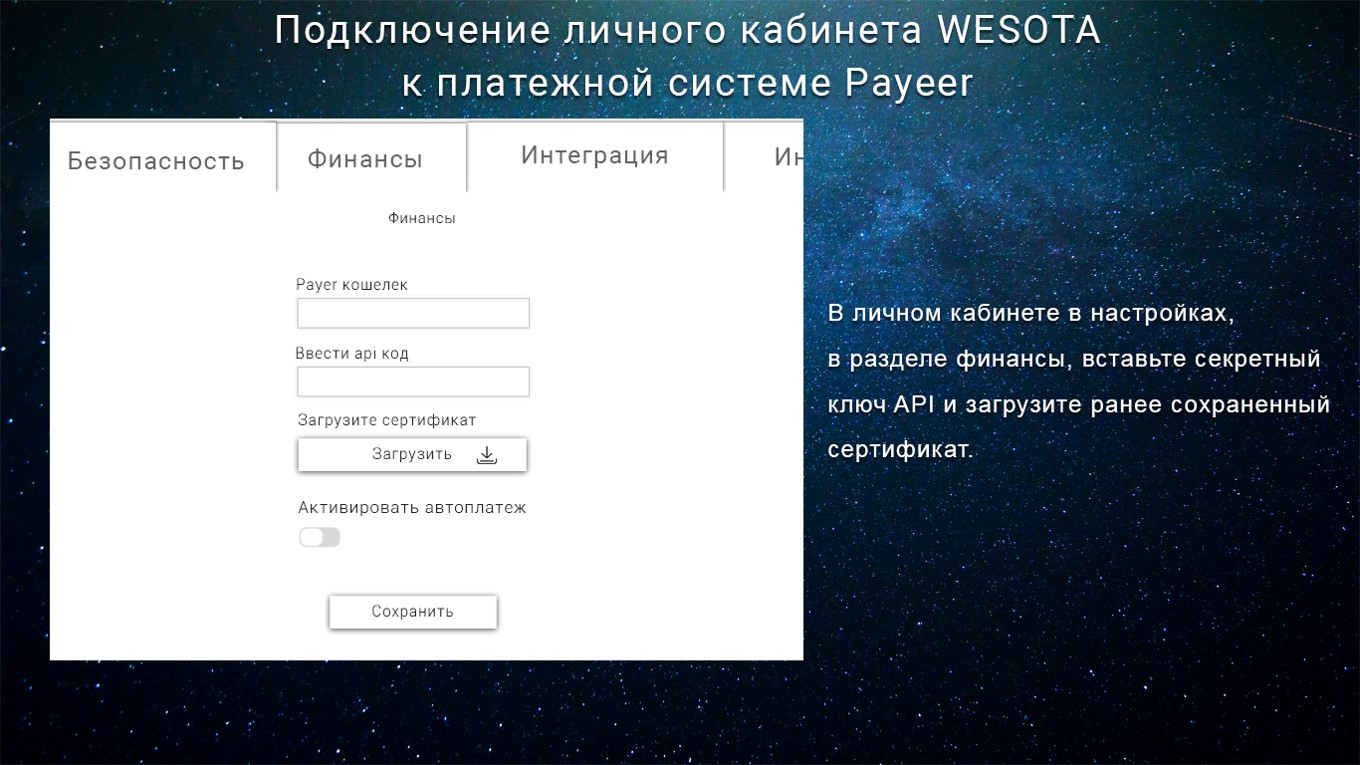 Подключение личного кабинета WESOTA
к платежной системе Payeer
Безопасность
Финансы
Интеграция
Ин
Финансы
Payer кошелек
Ввести api код
Загрузите сертификат
Загрузить
Активировать автоплатеж
Сохранить
В личном кабинете в настройках,
в разделе финансы, вставьте секретный
ключ API и загрузите ранее сохраненный
сертификат.